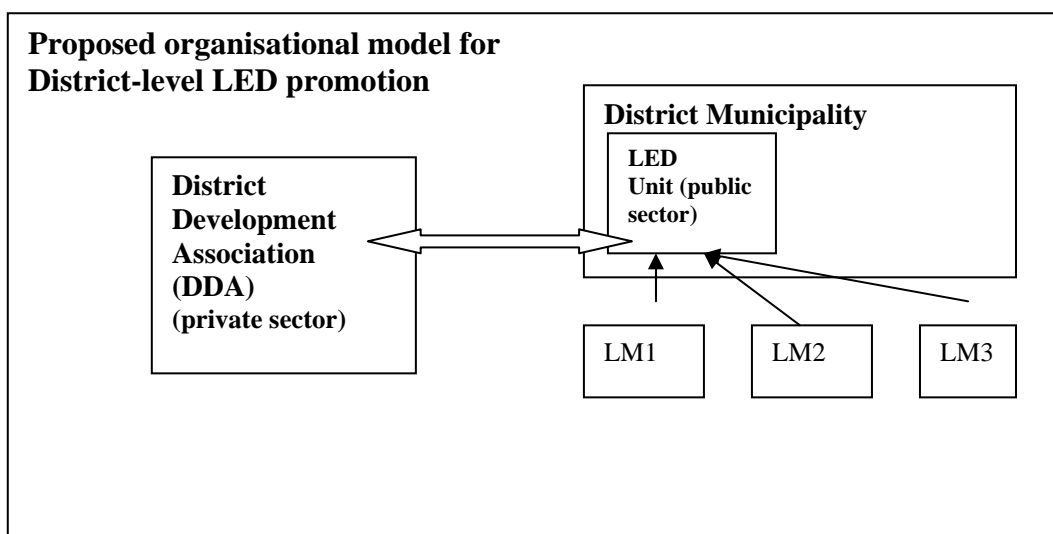 Proposed organisational model for
District-level LED promotion
District Municipality
LED
Unit (public
sector)
District
Development
Association
(DDA)
(private sector)
LM1
LM2
LM3